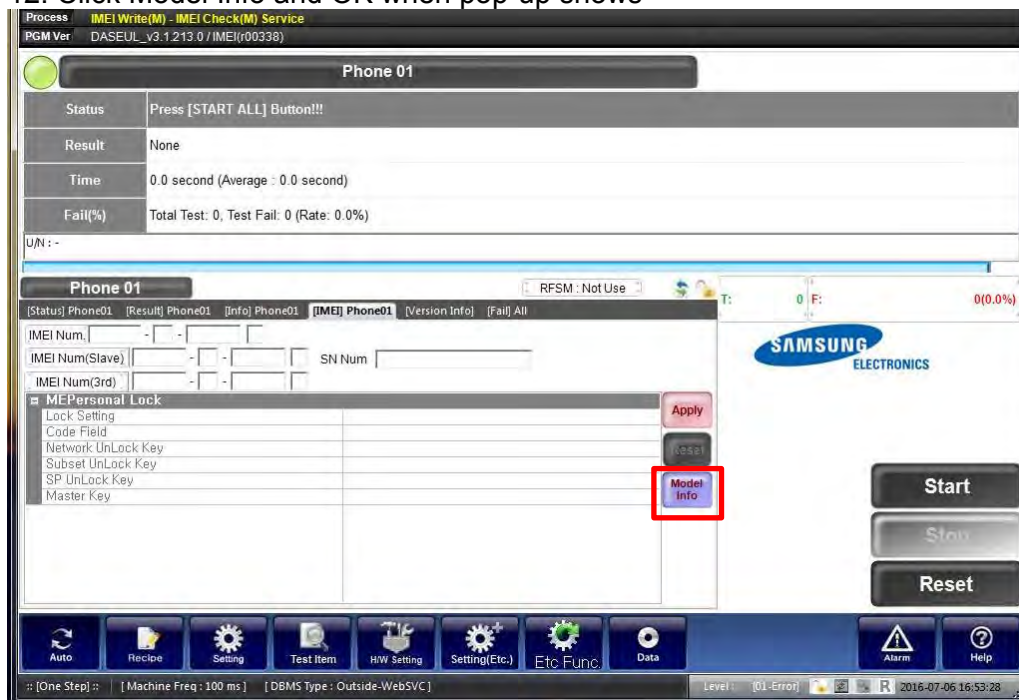 12. Click Model Info and OK when pop-up shows
Process IMEI Write(M) - IMEI Check(M) Service
PGM Ver DASEUL_v3.1.213.0 / IMEI(r00338)
Phone 01
Status Press [START ALL] Button!!!
Result None
Time 0.0 second (Average : 0.0 second)
Fail(%) Total Test: 0, Test Fail: 0 (Rate: 0.0%)
U/N : -
Phone 01 RFSM : Not Use T: 0 F: 0(0.0%)
[Status] Phone01 [Result] Phone01 [Info] Phone01 [IMEI] Phone01 [Version Info] [Fail] All
IMEI Num. - -
IMEI Num(Slave) - - SN Num
IMEI Num(3rd) - -
SAMSUNG
ELECTRONICS
MEPersonal Lock
Lock Setting
Code Field
Network UnLock Key
Subset UnLock Key
SP UnLock Key
Master Key
Apply
Reset
Model
Info
Start
Stop
Reset
Auto Recipe Setting Test Item H/W Setting Setting(Etc.) Etc Func. Data Alarm Help
:: [One Step] :: [ Machine Freq : 100 ms ] [ DBMS Type : Outside-WebSVC ] Level : [01-Error] R 2016-07-06 16:53:28